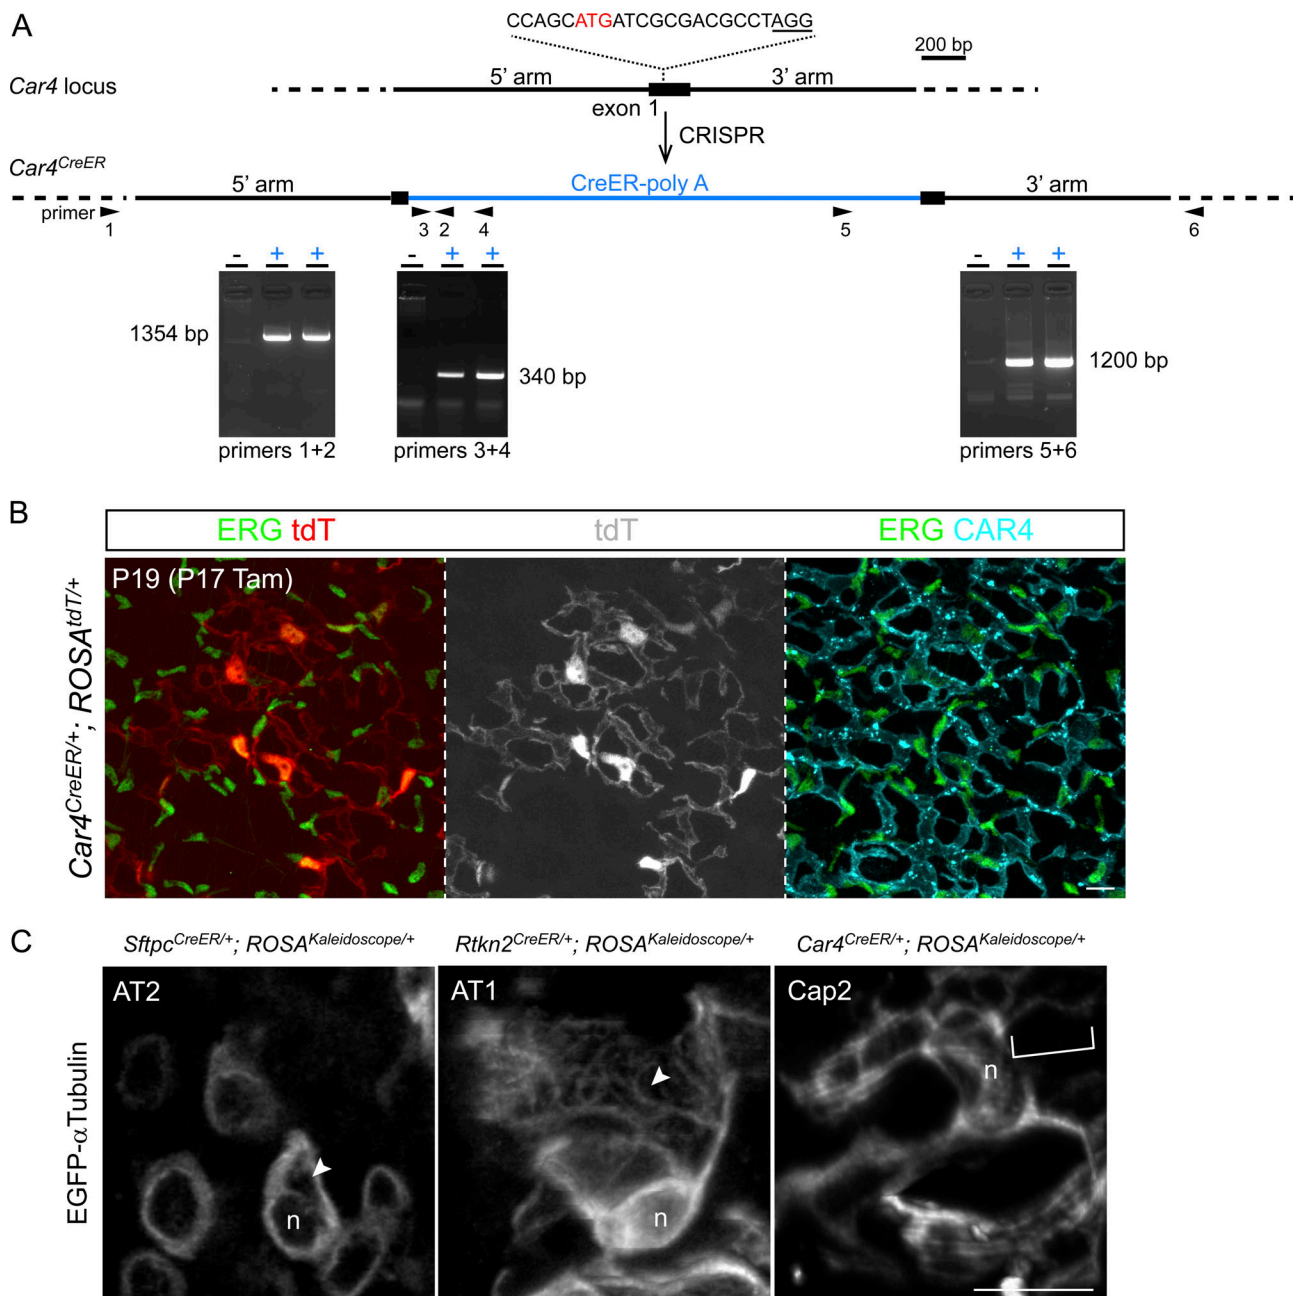 A
CCAGCATGATCGCGACGCCTAGG
200 bp
5’ arm
3’ arm
Car4 locus
exon 1
CRISPR
Car4CreER
5’ arm
CreER-poly A
3’ arm
primer
1
3
2
4
5
6
- + +
- + +
- + +
1354 bp
340 bp
1200 bp
primers 1+2
primers 3+4
primers 5+6
B
ERG tdT
tdT
ERG CAR4
P19 (P17 Tam)
Car4CreER/+; ROSAtdT/+
C
SftpcCreER/+; ROSAKaleidoscope/+
Rtkn2CreER/+; ROSAKaleidoscope/+
Car4CreER/+; ROSAKaleidoscope/+
AT2
AT1
Cap2
EGFP-αTubulin
n
n
n